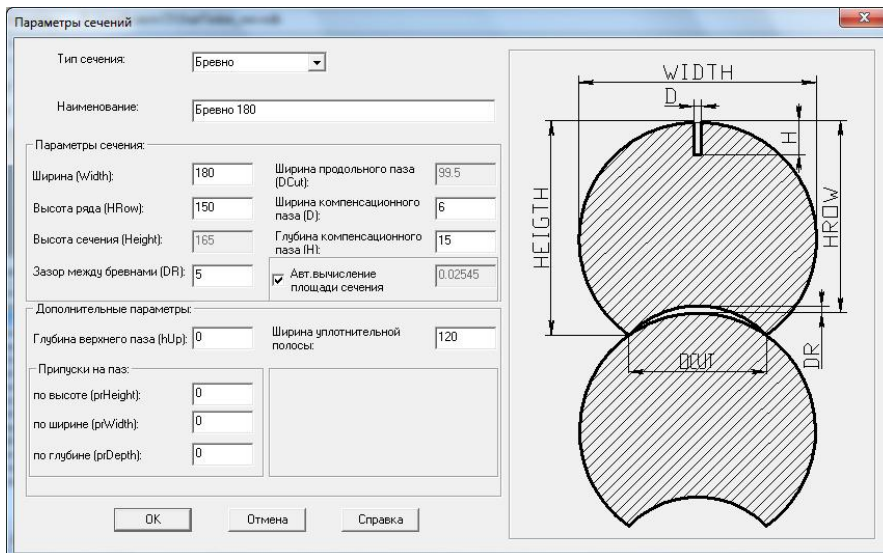 Параметры сечений
Тип сечения:
Бревно
Наименование:
Бревно 180
Параметры сечения:
Ширина (Width):
180
Ширина продольного паза (DCut):
99.5
Высота ряда (HRow):
150
Ширина компенсационного паза (D):
6
Высота сечения (Height):
165
Глубина компенсационного паза (H):
15
Зазор между бревнами (DR):
5
Авт.вычисление площади сечения
0.02545
Дополнительные параметры:
Глубина верхнего паза (hUp):
0
Ширина уплотнительной полосы:
120
Припуски на паз:
по высоте (prHeight):
0
по ширине (prWidth):
0
по глубине (prDepth):
0
OK
Отмена
Справка
WIDTH
D
H
HEIGTH
HROW
DCUT
DR